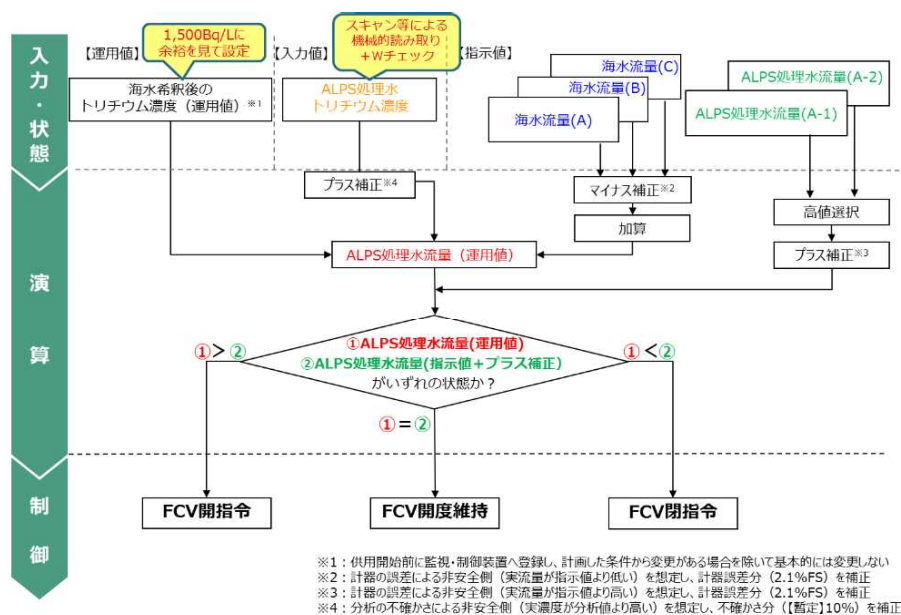 入力・状態
【運用値】
1,500Bq/Lに
余裕を見て設定
【入力値】
スキャン等による
機械的読み取り
+Wチェック
【指示値】
海水希釈後の
トリチウム濃度（運用値）※1
ALPS処理水
トリチウム濃度
海水流量(C)
海水流量(B)
海水流量(A)
ALPS処理水流量(A-2)
ALPS処理水流量(A-1)
演算
プラス補正※4
マイナス補正※2
加算
高値選択
プラス補正※3
ALPS処理水流量（運用値）
①ALPS処理水流量(運用値)
②ALPS処理水流量(指示値+プラス補正)
がいずれの状態か？
①>②
①<②
①=②
制御
FCV開指令
FCV開度維持
FCV閉指令
※1：供用開始前に監視・制御装置へ登録し、計画した条件から変更がある場合を除いて基本的には変更しない
※2：計器の誤差による非安全側（実流量が指示値より低い）を想定し、計器誤差分（2.1%FS）を補正
※3：計器の誤差による非安全側（実流量が指示値より高い）を想定し、計器誤差分（2.1%FS）を補正
※4：分析の不確かさによる非安全側（実濃度が分析値より高い）を想定し、不確かさ分（【暫定】10%）を補正